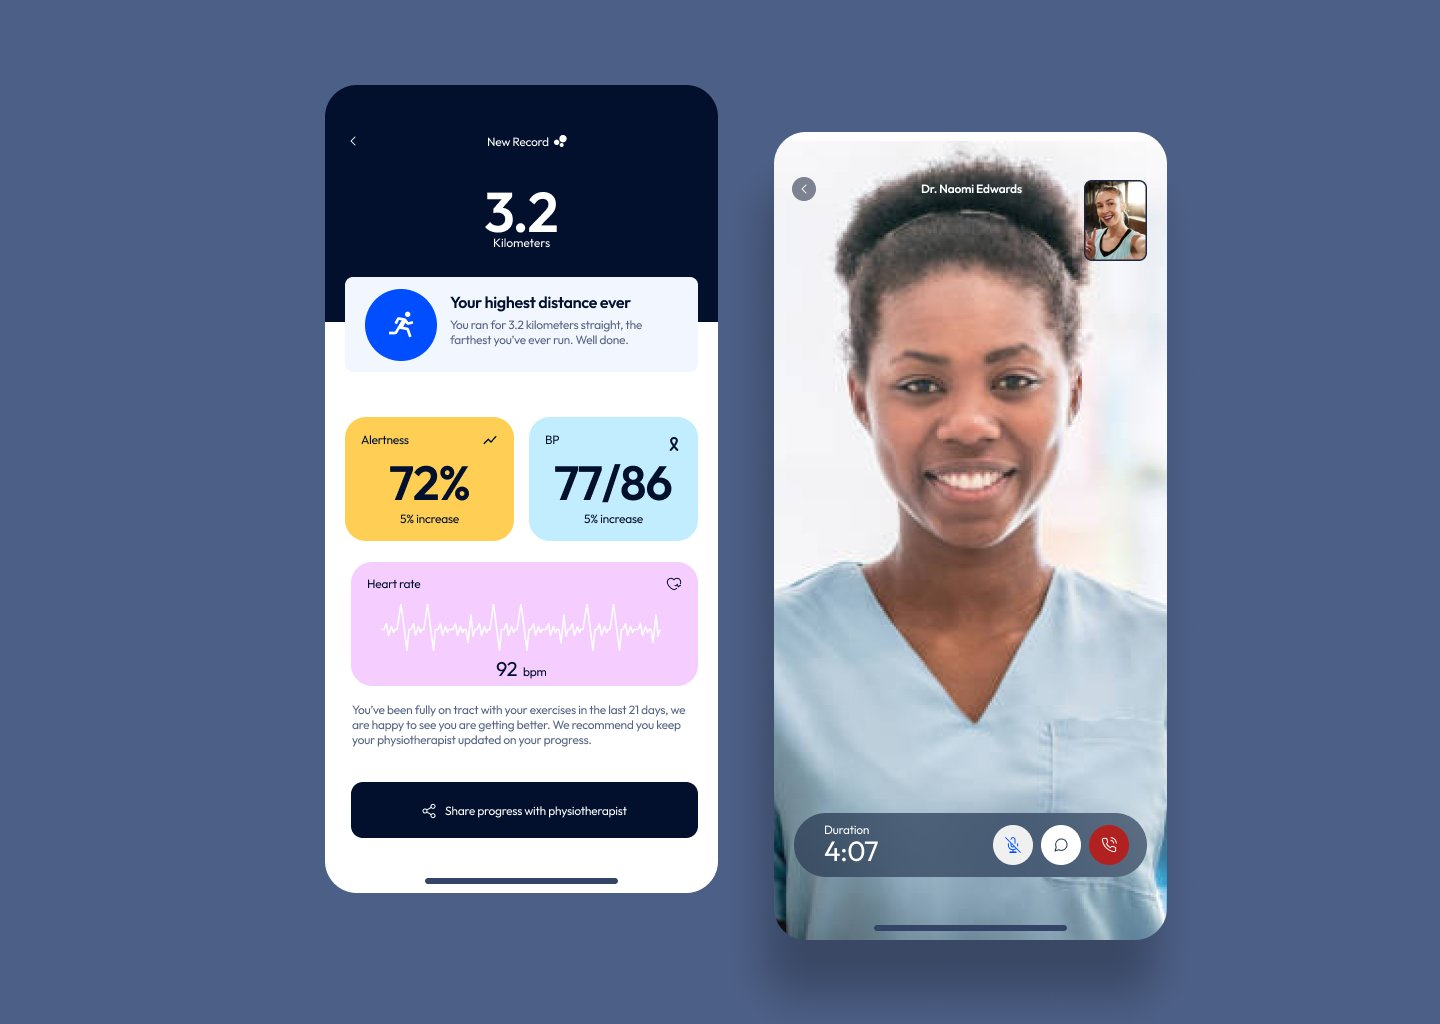 New Record
3.2
Kilometers
Your highest distance ever
You ran for 3.2 kilometers straight, the
farthest you've ever run. Well done.
Alertness
72%
5% increase
BP
77/86
5% increase
Heart rate
92 bpm
You've been fully on tract with your exercises in the last 21 days, we
are happy to see you are getting better. We recommend you keep
your physiotherapist updated on your progress.
Share progress with physiotherapist
Dr. Naomi Edwards
Duration
4:07